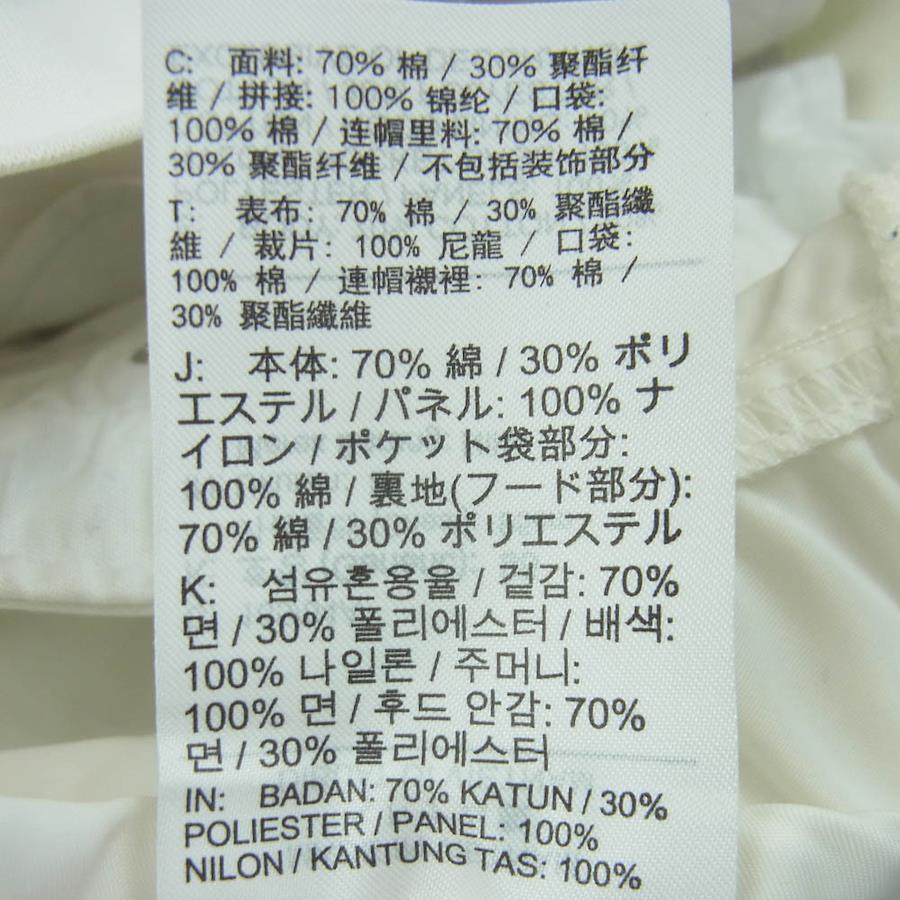 C: 面料: 70% 棉 / 30% 聚酯纤
维 / 拼接: 100% 锦纶 / 口袋:
100% 棉 / 连帽里料: 70% 棉 /
30% 聚酯纤维 / 不包括装饰部分
T: 表布: 70% 棉 / 30% 聚酯纖
維 / 裁片: 100% 尼龍 / 口袋:
100% 棉 / 連帽襯裡: 70% 棉 /
30% 聚酯纖維
J: 本体: 70% 綿 / 30% ポリ
エステル / パネル: 100% ナ
イロン / ポケット袋部分:
100% 綿 / 裏地(フード部分):
70% 綿 / 30% ポリエステル
K: 섬유혼용율 / 겉감: 70%
면 / 30% 폴리에스터 / 배색:
100% 나일론 / 주머니:
100% 면 / 후드 안감: 70%
면 / 30% 폴리에스터
IN: BADAN: 70% KATUN / 30%
POLIESTER / PANEL: 100%
NILON / KANTUNG TAS: 100%